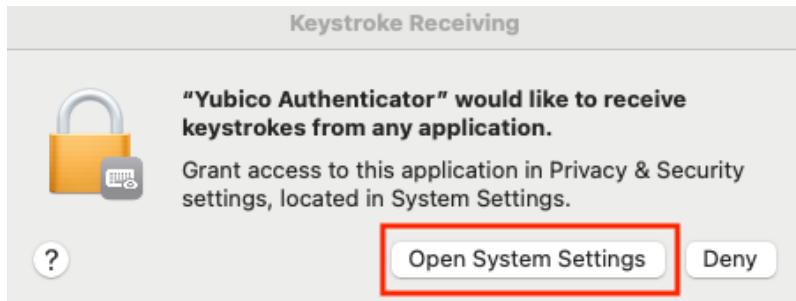 Keystroke Receiving
“Yubico Authenticator” would like to receive
keystrokes from any application.
Grant access to this application in Privacy & Security
settings, located in System Settings.
?
Open System Settings
Deny